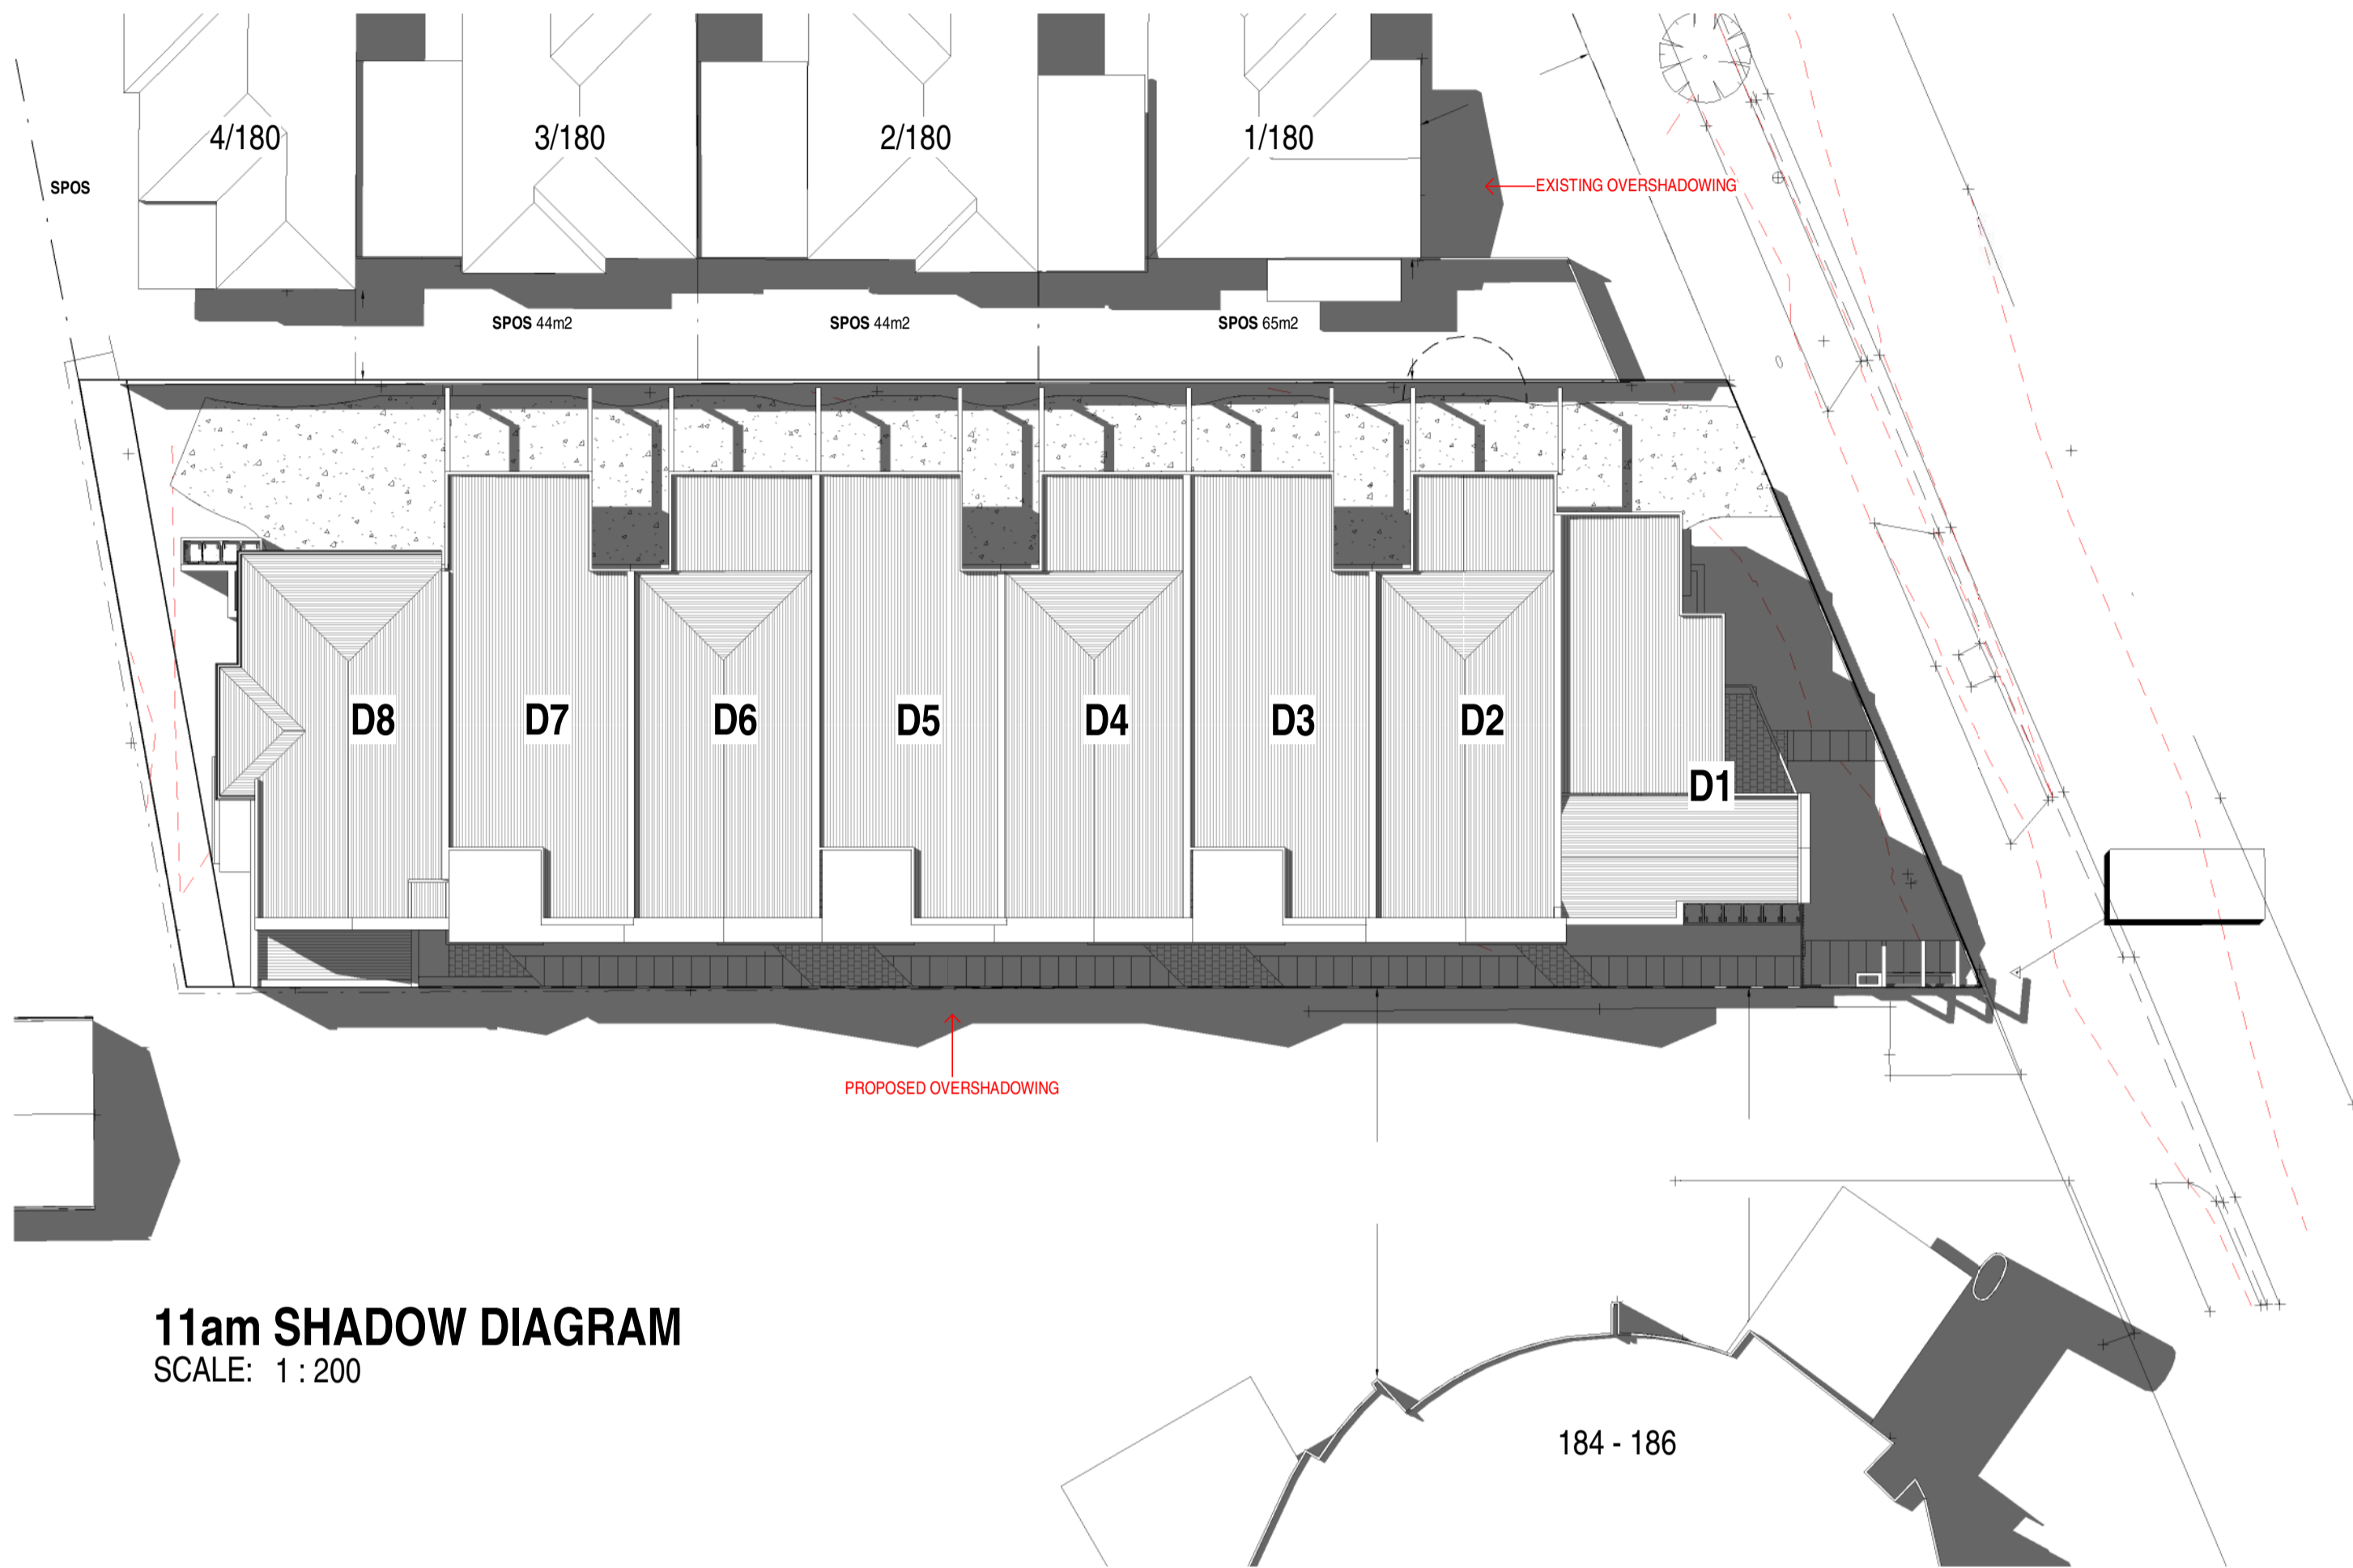 4/180
3/180
2/180
1/180
SPOS
EXISTING OVERSHADOWING
SPOS 44m2
SPOS 44m2
SPOS 65m2
D8
D7
D6
D5
D4
D3
D2
D1
PROPOSED OVERSHADOWING
11am SHADOW DIAGRAM
SCALE: 1 : 200
184 - 186